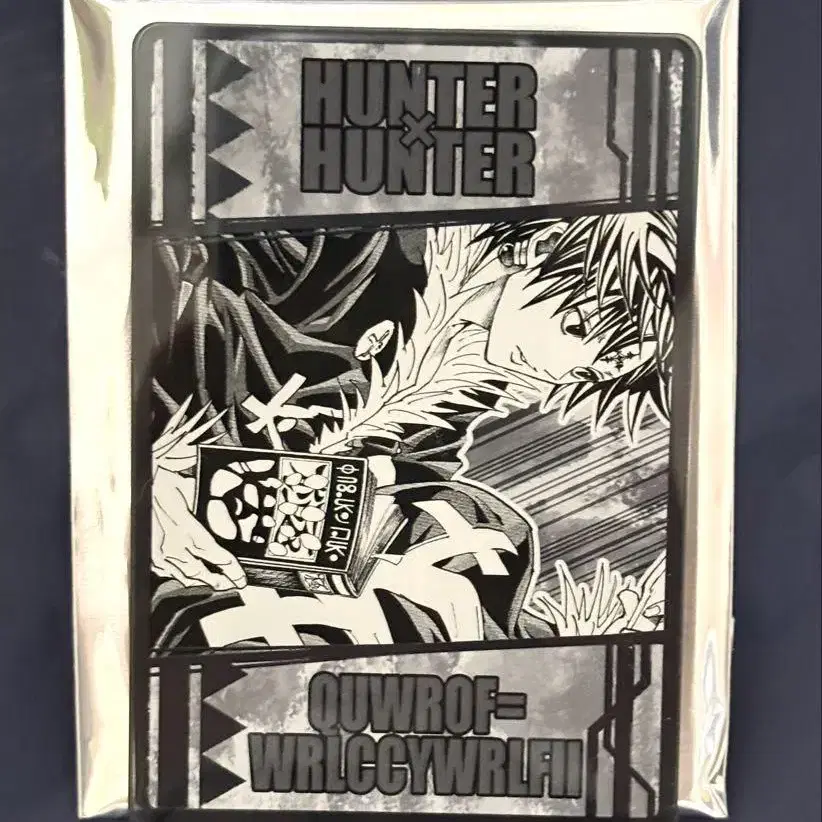 HUNTER
×
HUNTER
QUWROF=
WRLCCYWRLFII